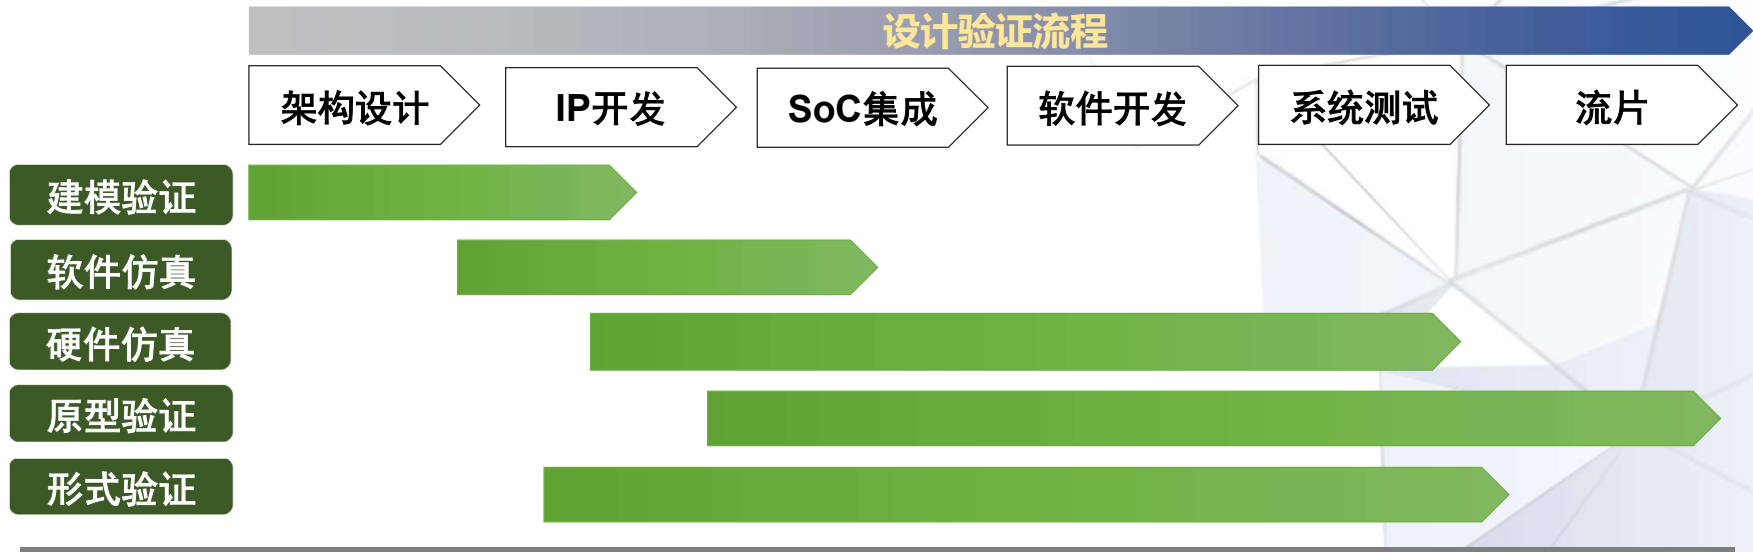 设计验证流程
架构设计
IP开发
SoC集成
软件开发
系统测试
流片
建模验证
软件仿真
硬件仿真
原型验证
形式验证